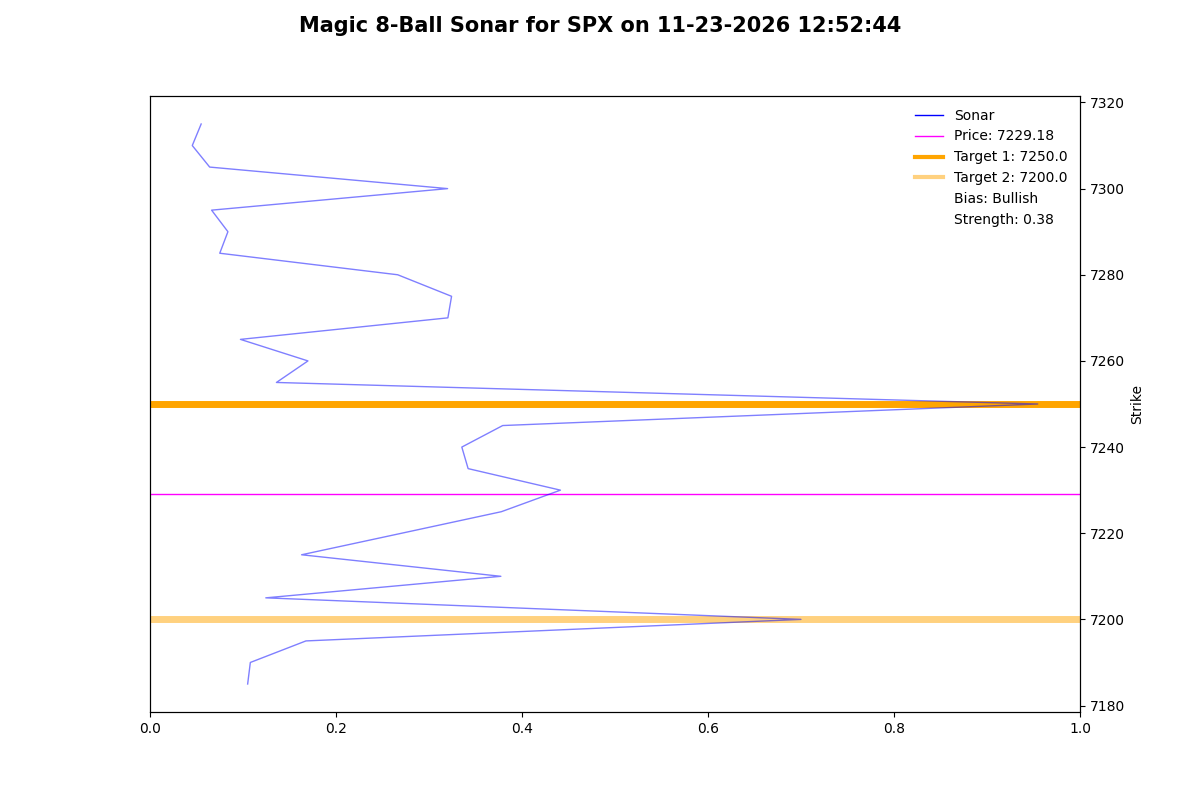 Magic 8-Ball Sonar for SPX on 11-23-2026 12:52:44
Sonar
Price: 7229.18
Target 1: 7250.0
Target 2: 7200.0
Bias: Bullish
Strength: 0.38
7320
7300
7280
7260
7240
7220
7200
7180
Strike
0.0 0.2 0.4 0.6 0.8 1.0